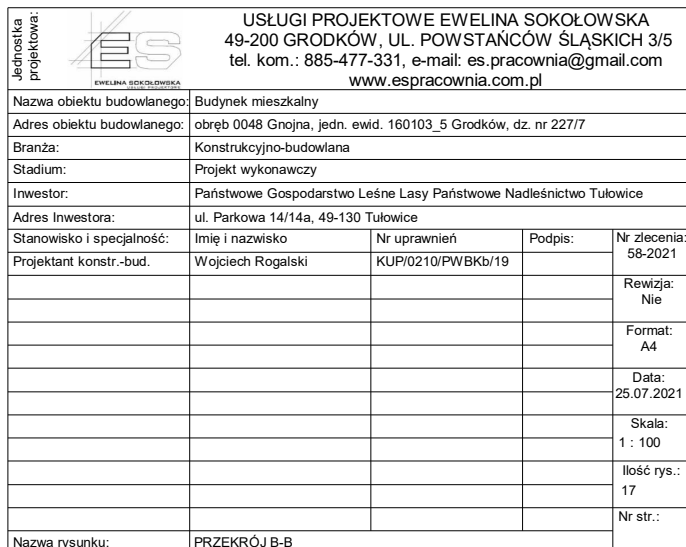 Jednostka
projektowa:
ES
EWELINA SOKOŁOWSKA
USŁUGI PROJEKTOWE
USŁUGI PROJEKTOWE EWELINA SOKOŁOWSKA
49-200 GRODKÓW, UL. POWSTAŃCÓW ŚLĄSKICH 3/5
tel. kom.: 885-477-331, e-mail: es.pracownia@gmail.com
www.espracownia.com.pl
Nazwa obiektu budowlanego: Budynek mieszkalny
Adres obiektu budowlanego: obręb 0048 Gnojna, jedn. ewid. 160103_5 Grodków, dz. nr 227/7
Branża: Konstrukcyjno-budowlana
Stadium: Projekt wykonawczy
Inwestor: Państwowe Gospodarstwo Leśne Lasy Państwowe Nadleśnictwo Tułowice
Adres Inwestora: ul. Parkowa 14/14a, 49-130 Tułowice
Stanowisko i specjalność: Imię i nazwisko Nr uprawnień Podpis: Nr zlecenia:
58-2021
Projektant konstr.-bud. Wojciech Rogalski KUP/0210/PWBKb/19
Rewizja:
Nie
Format:
A4
Data:
25.07.2021
Skala:
1 : 100
Ilość rys.:
17
Nr str.:
Nazwa rysunku: PRZEKRÓJ B-B